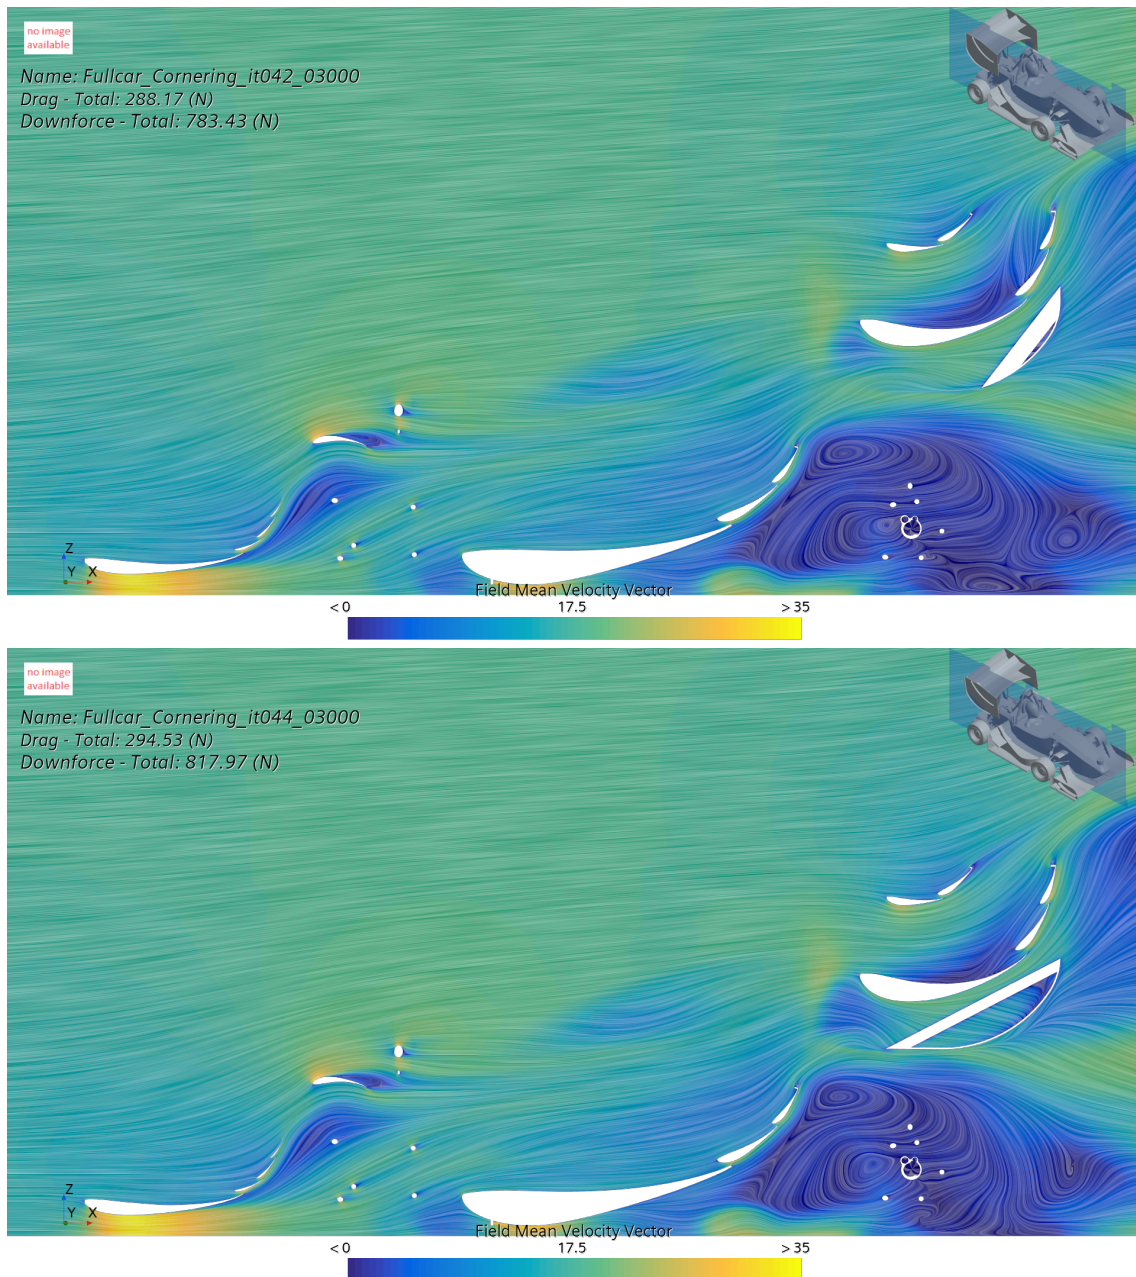 no image
available
Name: Fullcar_Cornering_it042_03000
Drag - Total: 288.17 (N)
Downforce - Total: 783.43 (N)
Z
Y X
Field Mean Velocity Vector
< 0 17.5 > 35
no image
available
Name: Fullcar_Cornering_it044_03000
Drag - Total: 294.53 (N)
Downforce - Total: 817.97 (N)
Z
Y X
Field Mean Velocity Vector
< 0 17.5 > 35